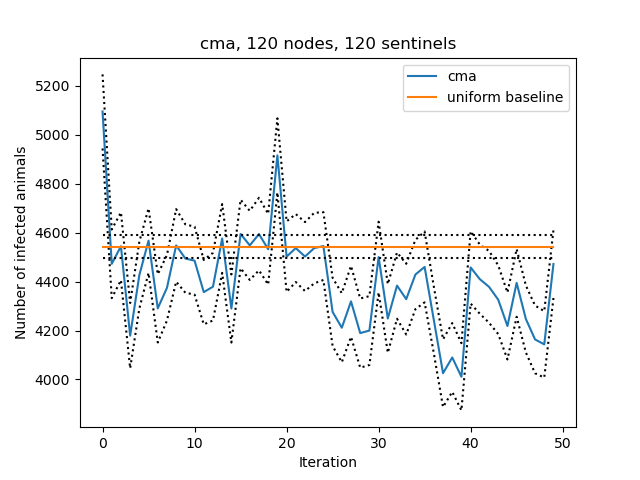 cma, 120 nodes, 120 sentinels
cma
uniform baseline
5200
5000
4800
4600
4400
4200
4000
Number of infected animals
0 10 20 30 40 50
Iteration